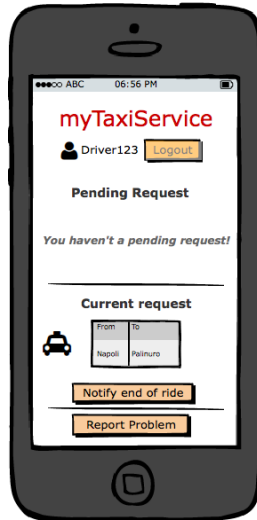 ABC 06:56 PM
myTaxiService
Driver123 Logout
Pending Request
You haven't a pending request!
Current request
From To
Napoli Palinuro
Notify end of ride
Report Problem